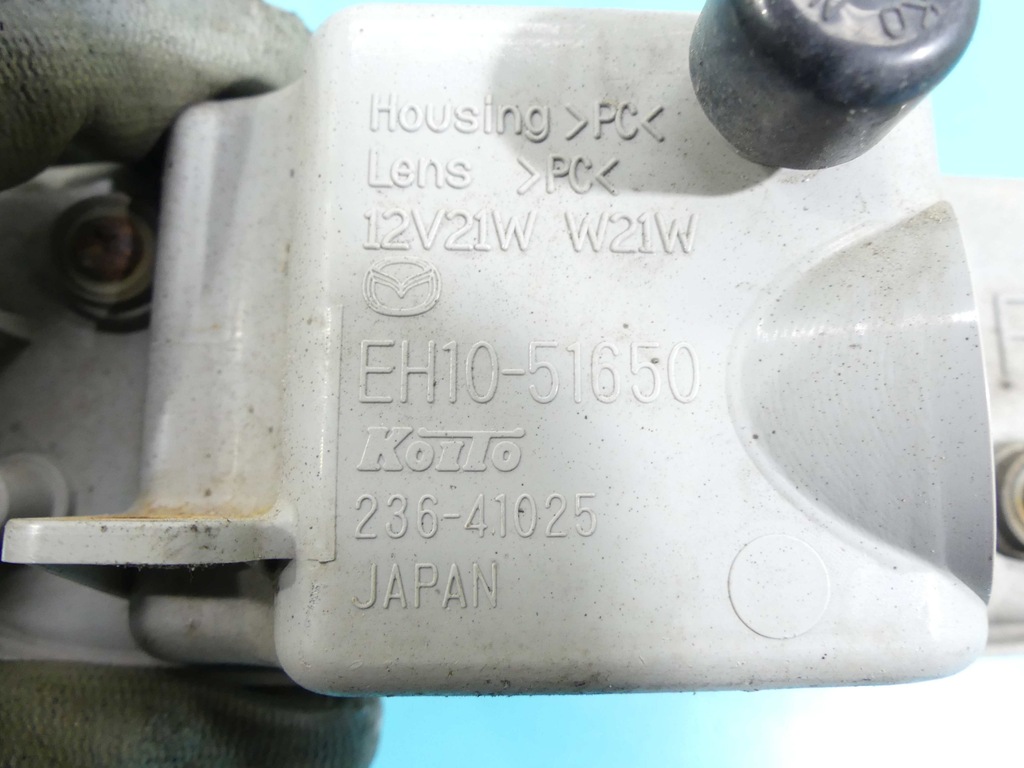 Housing >PC<
Lens >PC<
12V21W W21W
EH10-51650
KOITO
236-41025
JAPAN